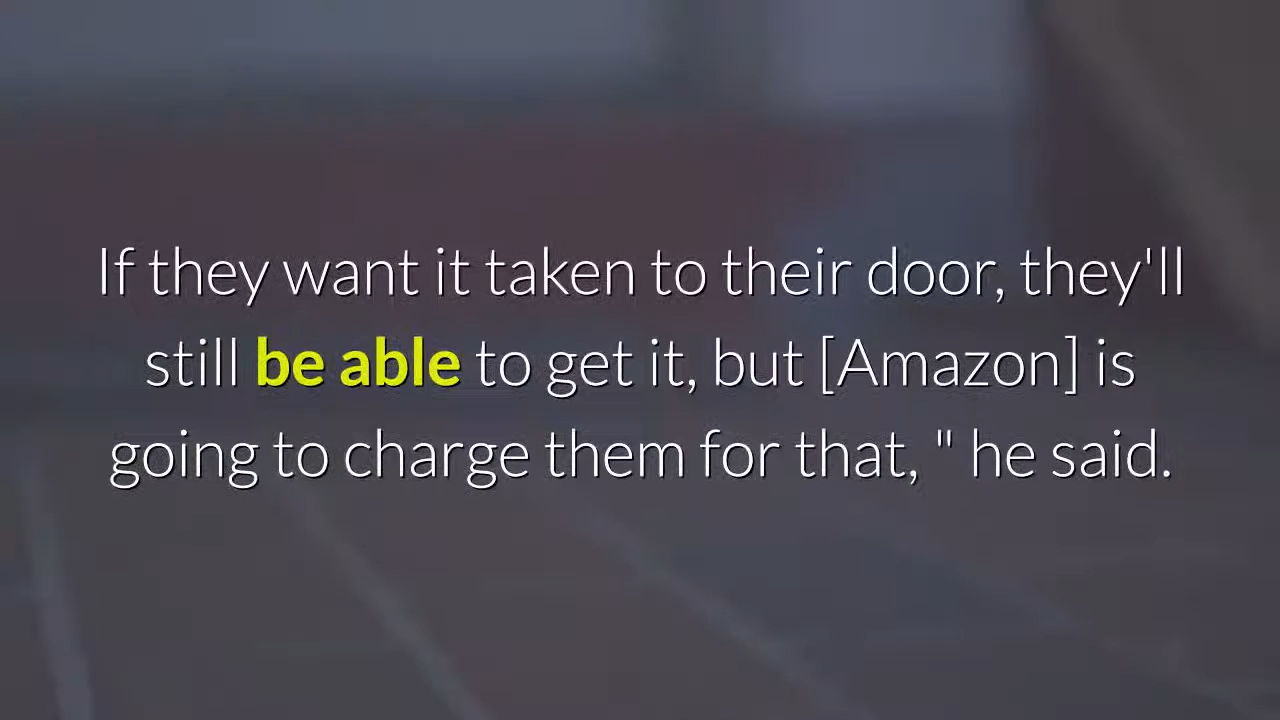 If they want it taken to their door, they'll
still be able to get it, but [Amazon] is
going to charge them for that, " he said.